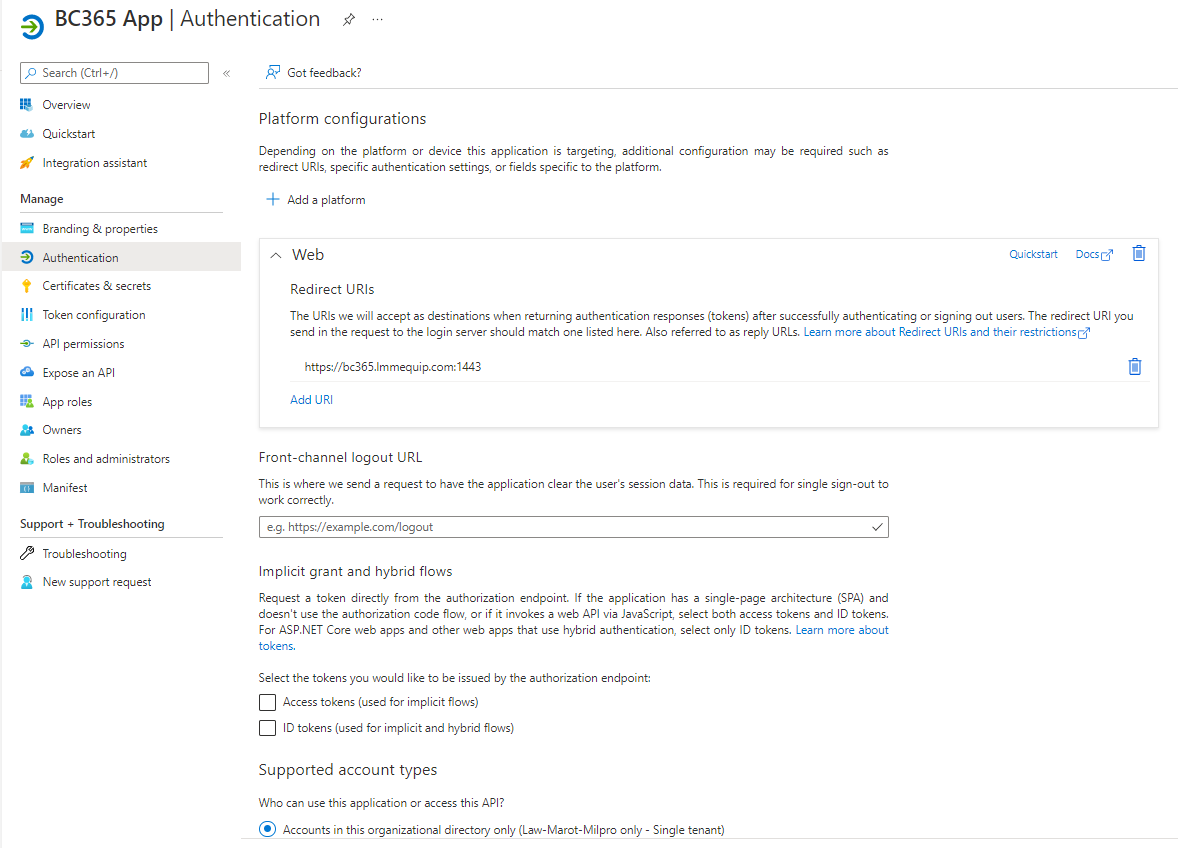 BC365 App | Authentication
Search (Ctrl+/)
Overview
Quickstart
Integration assistant
Manage
Branding & properties
Authentication
Certificates & secrets
Token configuration
API permissions
Expose an API
App roles
Owners
Roles and administrators
Manifest
Support + Troubleshooting
Troubleshooting
New support request
Got feedback?
Platform configurations
Depending on the platform or device this application is targeting, additional configuration may be required such as
redirect URIs, specific authentication settings, or fields specific to the platform.
Add a platform
Web
Quickstart
Docs
Redirect URIs
The URIs we will accept as destinations when returning authentication responses (tokens) after successfully authenticating or signing out users. The redirect URI you
send in the request to the login server should match one listed here. Also referred to as reply URLs. Learn more about Redirect URIs and their restrictions
https://bc365.lmmequip.com:1443
Add URI
Front-channel logout URL
This is where we send a request to have the application clear the user's session data. This is required for single sign-out to
work correctly.
e.g. https://example.com/logout
Implicit grant and hybrid flows
Request a token directly from the authorization endpoint. If the application has a single-page architecture (SPA) and
doesn't use the authorization code flow, or if it invokes a web API via JavaScript, select both access tokens and ID tokens.
For ASP.NET Core web apps and other web apps that use hybrid authentication, select only ID tokens. Learn more about
tokens.
Select the tokens you would like to be issued by the authorization endpoint:
Access tokens (used for implicit flows)
ID tokens (used for implicit and hybrid flows)
Supported account types
Who can use this application or access this API?
Accounts in this organizational directory only (Law-Marot-Milpro only - Single tenant)